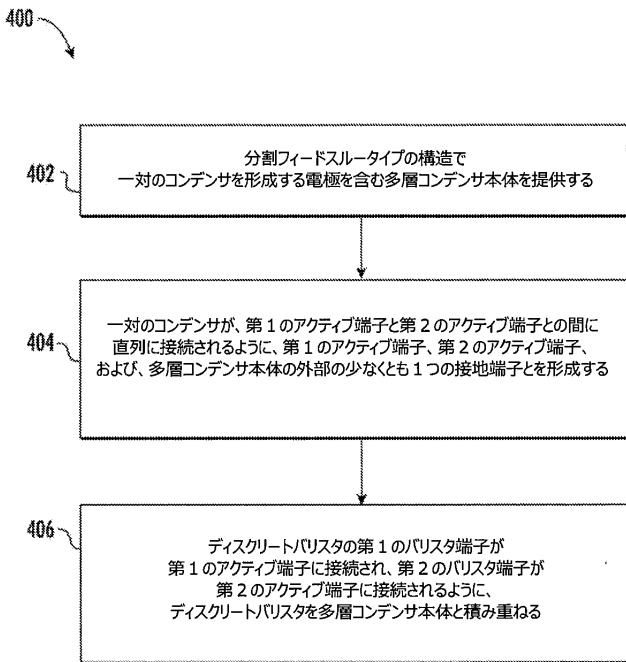 400
402
分割フィードスルータイプの構造で
一対のコンデンサを形成する電極を含む多層コンデンサ本体を提供する
404
一対のコンデンサが、第1のアクティブ端子と第2のアクティブ端子との間に
直列に接続されるように、第1のアクティブ端子、第2のアクティブ端子、
および、多層コンデンサ本体の外部の少なくとも1つの接地端子とを形成する
406
ディスクリートバリスタの第1のバリスタ端子が
第1のアクティブ端子に接続され、第2のバリスタ端子が
第2のアクティブ端子に接続されるように、
ディスクリートバリスタを多層コンデンサ本体と積み重ねる